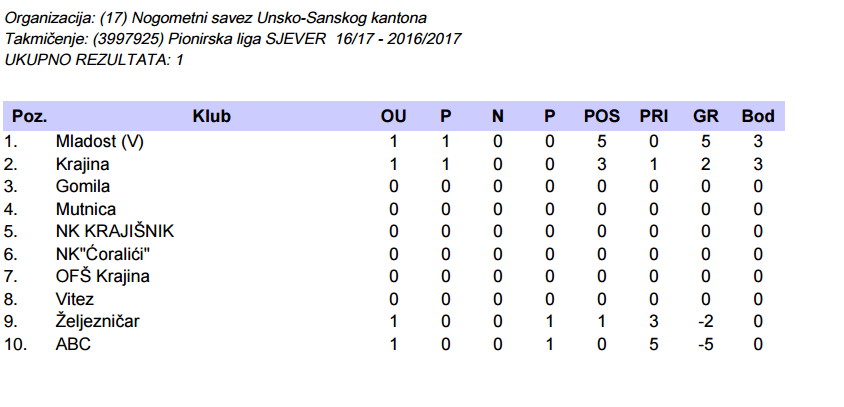 Organizacija: (17) Nogometni savez Unsko-Sanskog kantona
Takmičenje: (3997925) Pionirska liga SJEVER 16/17 - 2016/2017
UKUPNO REZULTATA: 1
Poz. Klub OU P N P POS PRI GR Bod
1. Mladost (V) 1 1 0 0 5 0 5 3
2. Krajina 1 1 0 0 3 1 2 3
3. Gomila 0 0 0 0 0 0 0 0
4. Mutnica 0 0 0 0 0 0 0 0
5. NK KRAJIŠNIK 0 0 0 0 0 0 0 0
6. NK"Ćoralići" 0 0 0 0 0 0 0 0
7. OFŠ Krajina 0 0 0 0 0 0 0 0
8. Vitez 0 0 0 0 0 0 0 0
9. Željezničar 1 0 0 1 1 3 -2 0
10. ABC 1 0 0 1 0 5 -5 0